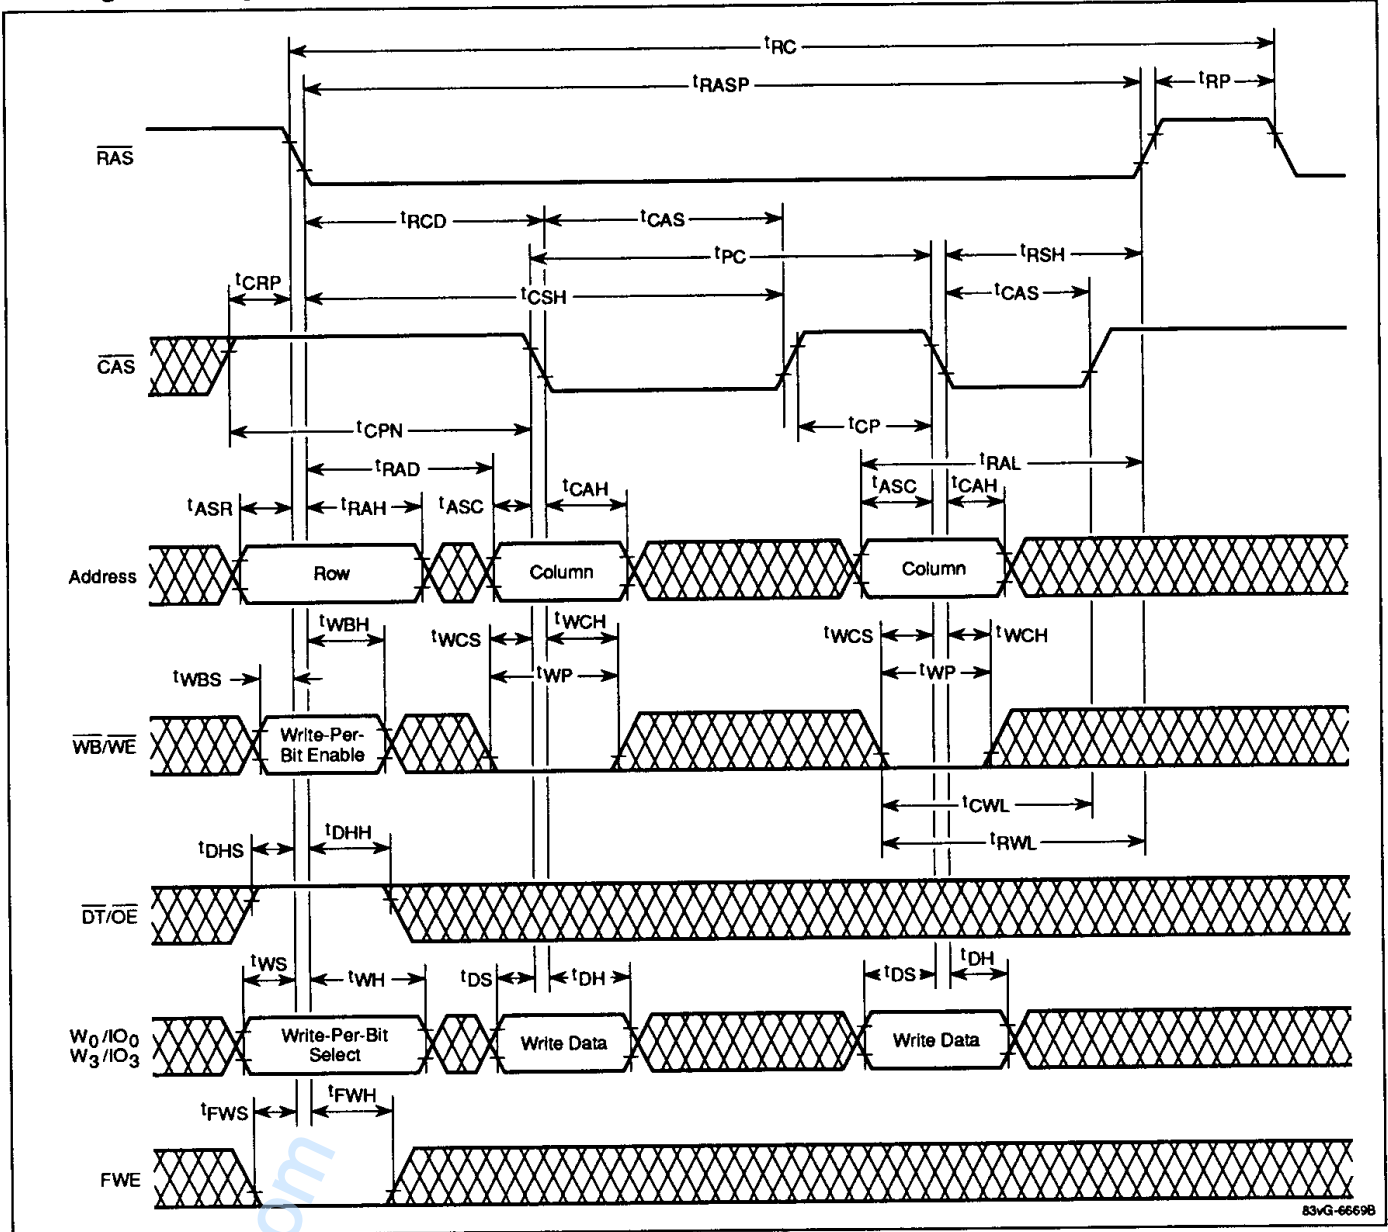 tRC
tRASP
tRP
RAS
tRCD
tCAS
tPC
tRSH
tCRP
tCSH
tCAS
CAS
tCPN
tCP
tRAD
tRAL
tASR
tRAH
tASC
tCAH
tASC
tCAH
Address
Row
Column
Column
tWBH
tWCS
tWCH
tWCS
tWCH
tWBS
tWP
tWP
WB/WE
Write-Per-
Bit Enable
tCWL
tDHS
tDHH
tRWL
DT/OE
tWS
tWH
tDS
tDH
tDS
tDH
W0/IO0
W3/IO3
Write-Per-Bit
Select
Write Data
Write Data
tFWS
tFWH
FWE
83vG-6669B
om